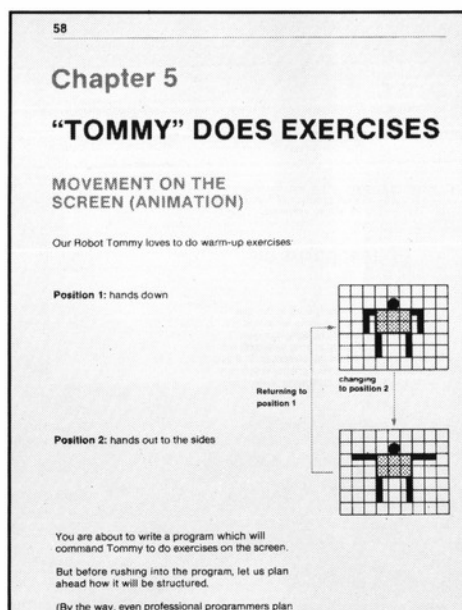 58
Chapter 5
“TOMMY” DOES EXERCISES
MOVEMENT ON THE
SCREEN (ANIMATION)
Our Robot Tommy loves to do warm-up exercises
Position 1: hands down
changing
to position 2
Returning to
position 1
Position 2: hands out to the sides
You are about to write a program which will
command Tommy to do exercises on the screen.
But before rushing into the program, let us plan
ahead how it will be structured.
(By the way, even professional programmers plan